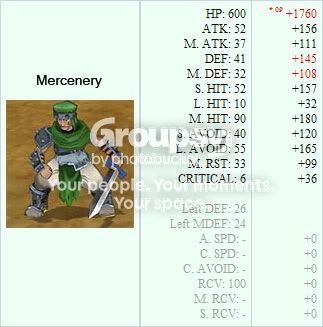 Mercenery
HP: 600 * 09 +1760
ATK: 52 +156
M. ATK: 37 +111
DEF: 41 +145
M. DEF: 32 +108
S. HIT: 52 +157
L. HIT: 10 +32
M. HIT: 90 +180
S. AVOID: 40 +120
L. AVOID: 55 +165
M. RST: 33 +99
CRITICAL: 6 +36
Left DEF: 26
Left MDEF: 24
A. SPD: - +0
C. SPD: - +0
C. AVOID: - +0
RCV: 100 +0
M. RCV: - +0
S. RCV: - +0
Groupsor
by photobucket
Your people. Your moments.
Your space.